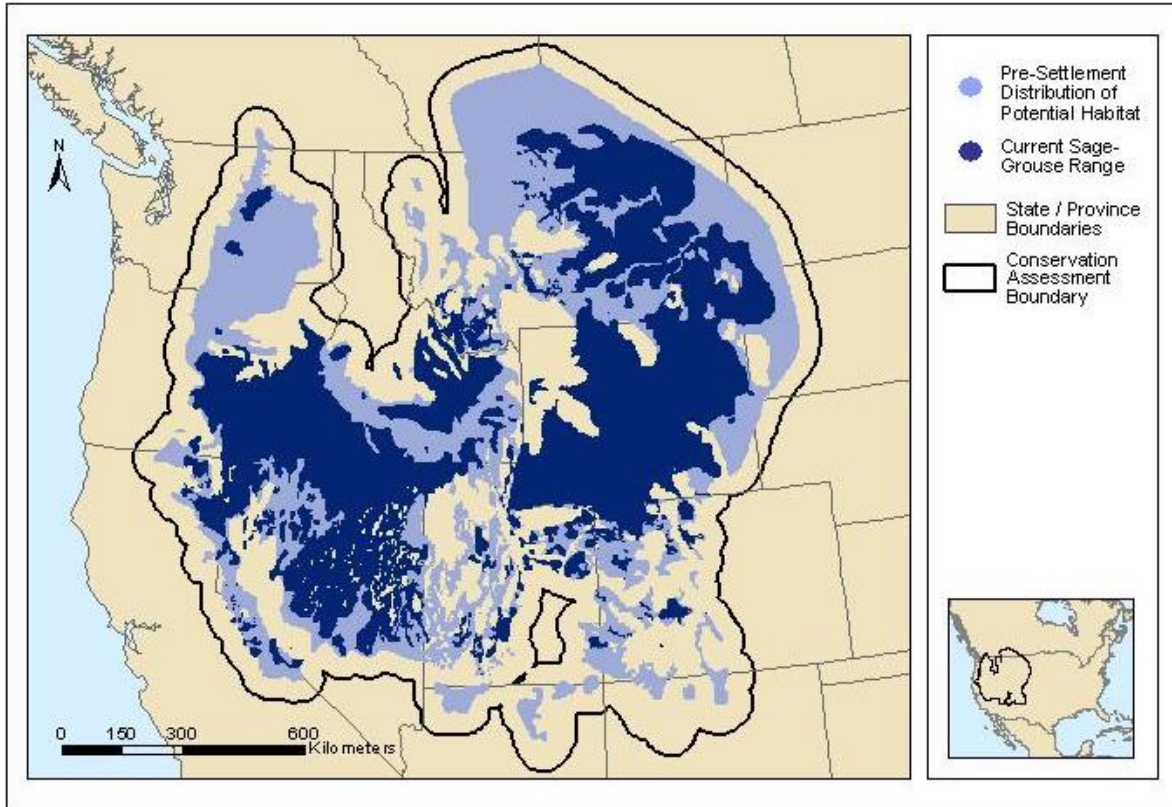 Pre-Settlement
Distribution of
Potential Habitat
Current Sage-
Grouse Range
State / Province
Boundaries
Conservation
Assessment
Boundary
N
0 150 300 600
Kilometers